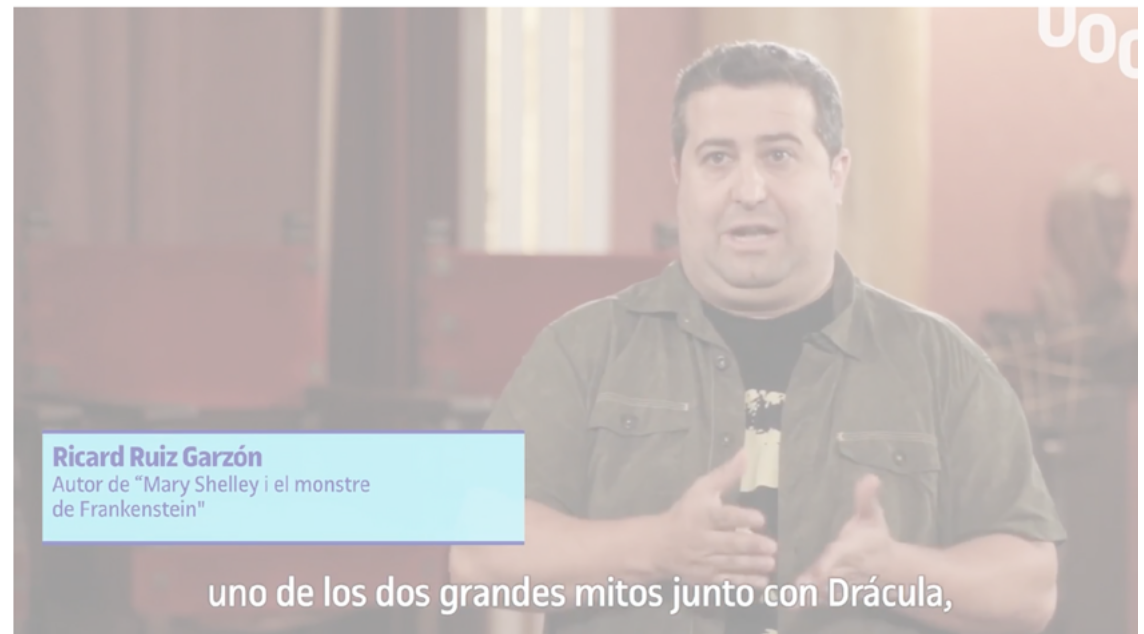 UOC
Ricard Ruiz Garzón
Autor de “Mary Shelley i el monstre
de Frankenstein"
uno de los dos grandes mitos junto con Drácula,